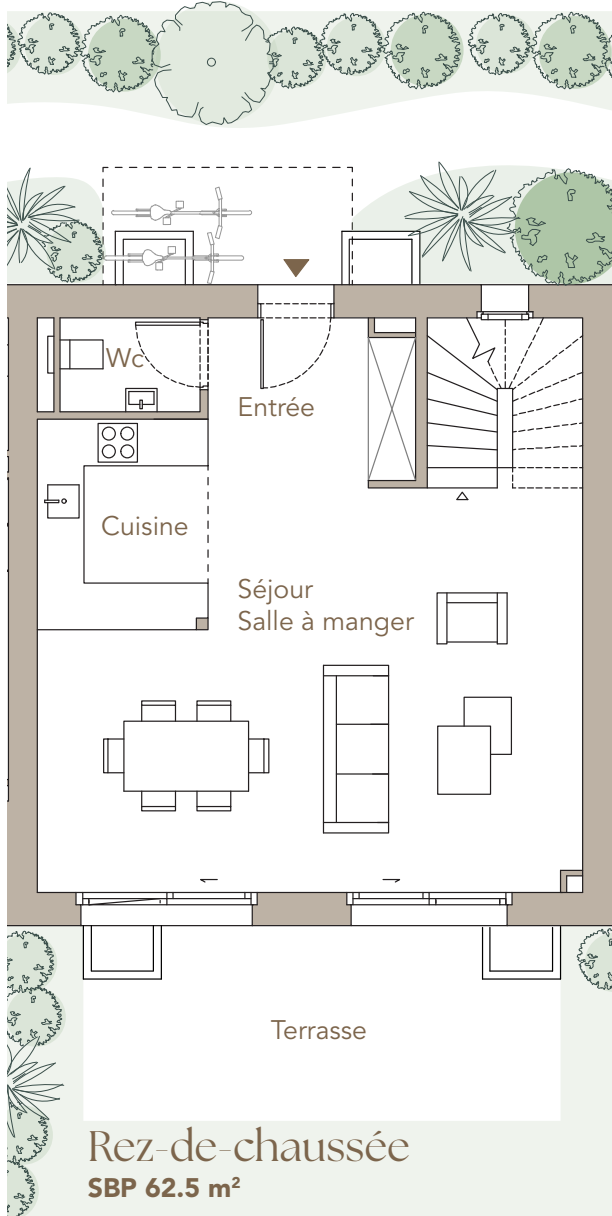 Wc
Entrée
Cuisine
Séjour
Salle à manger
Terrasse
Rez-de-chaussée
SBP 62.5 m²